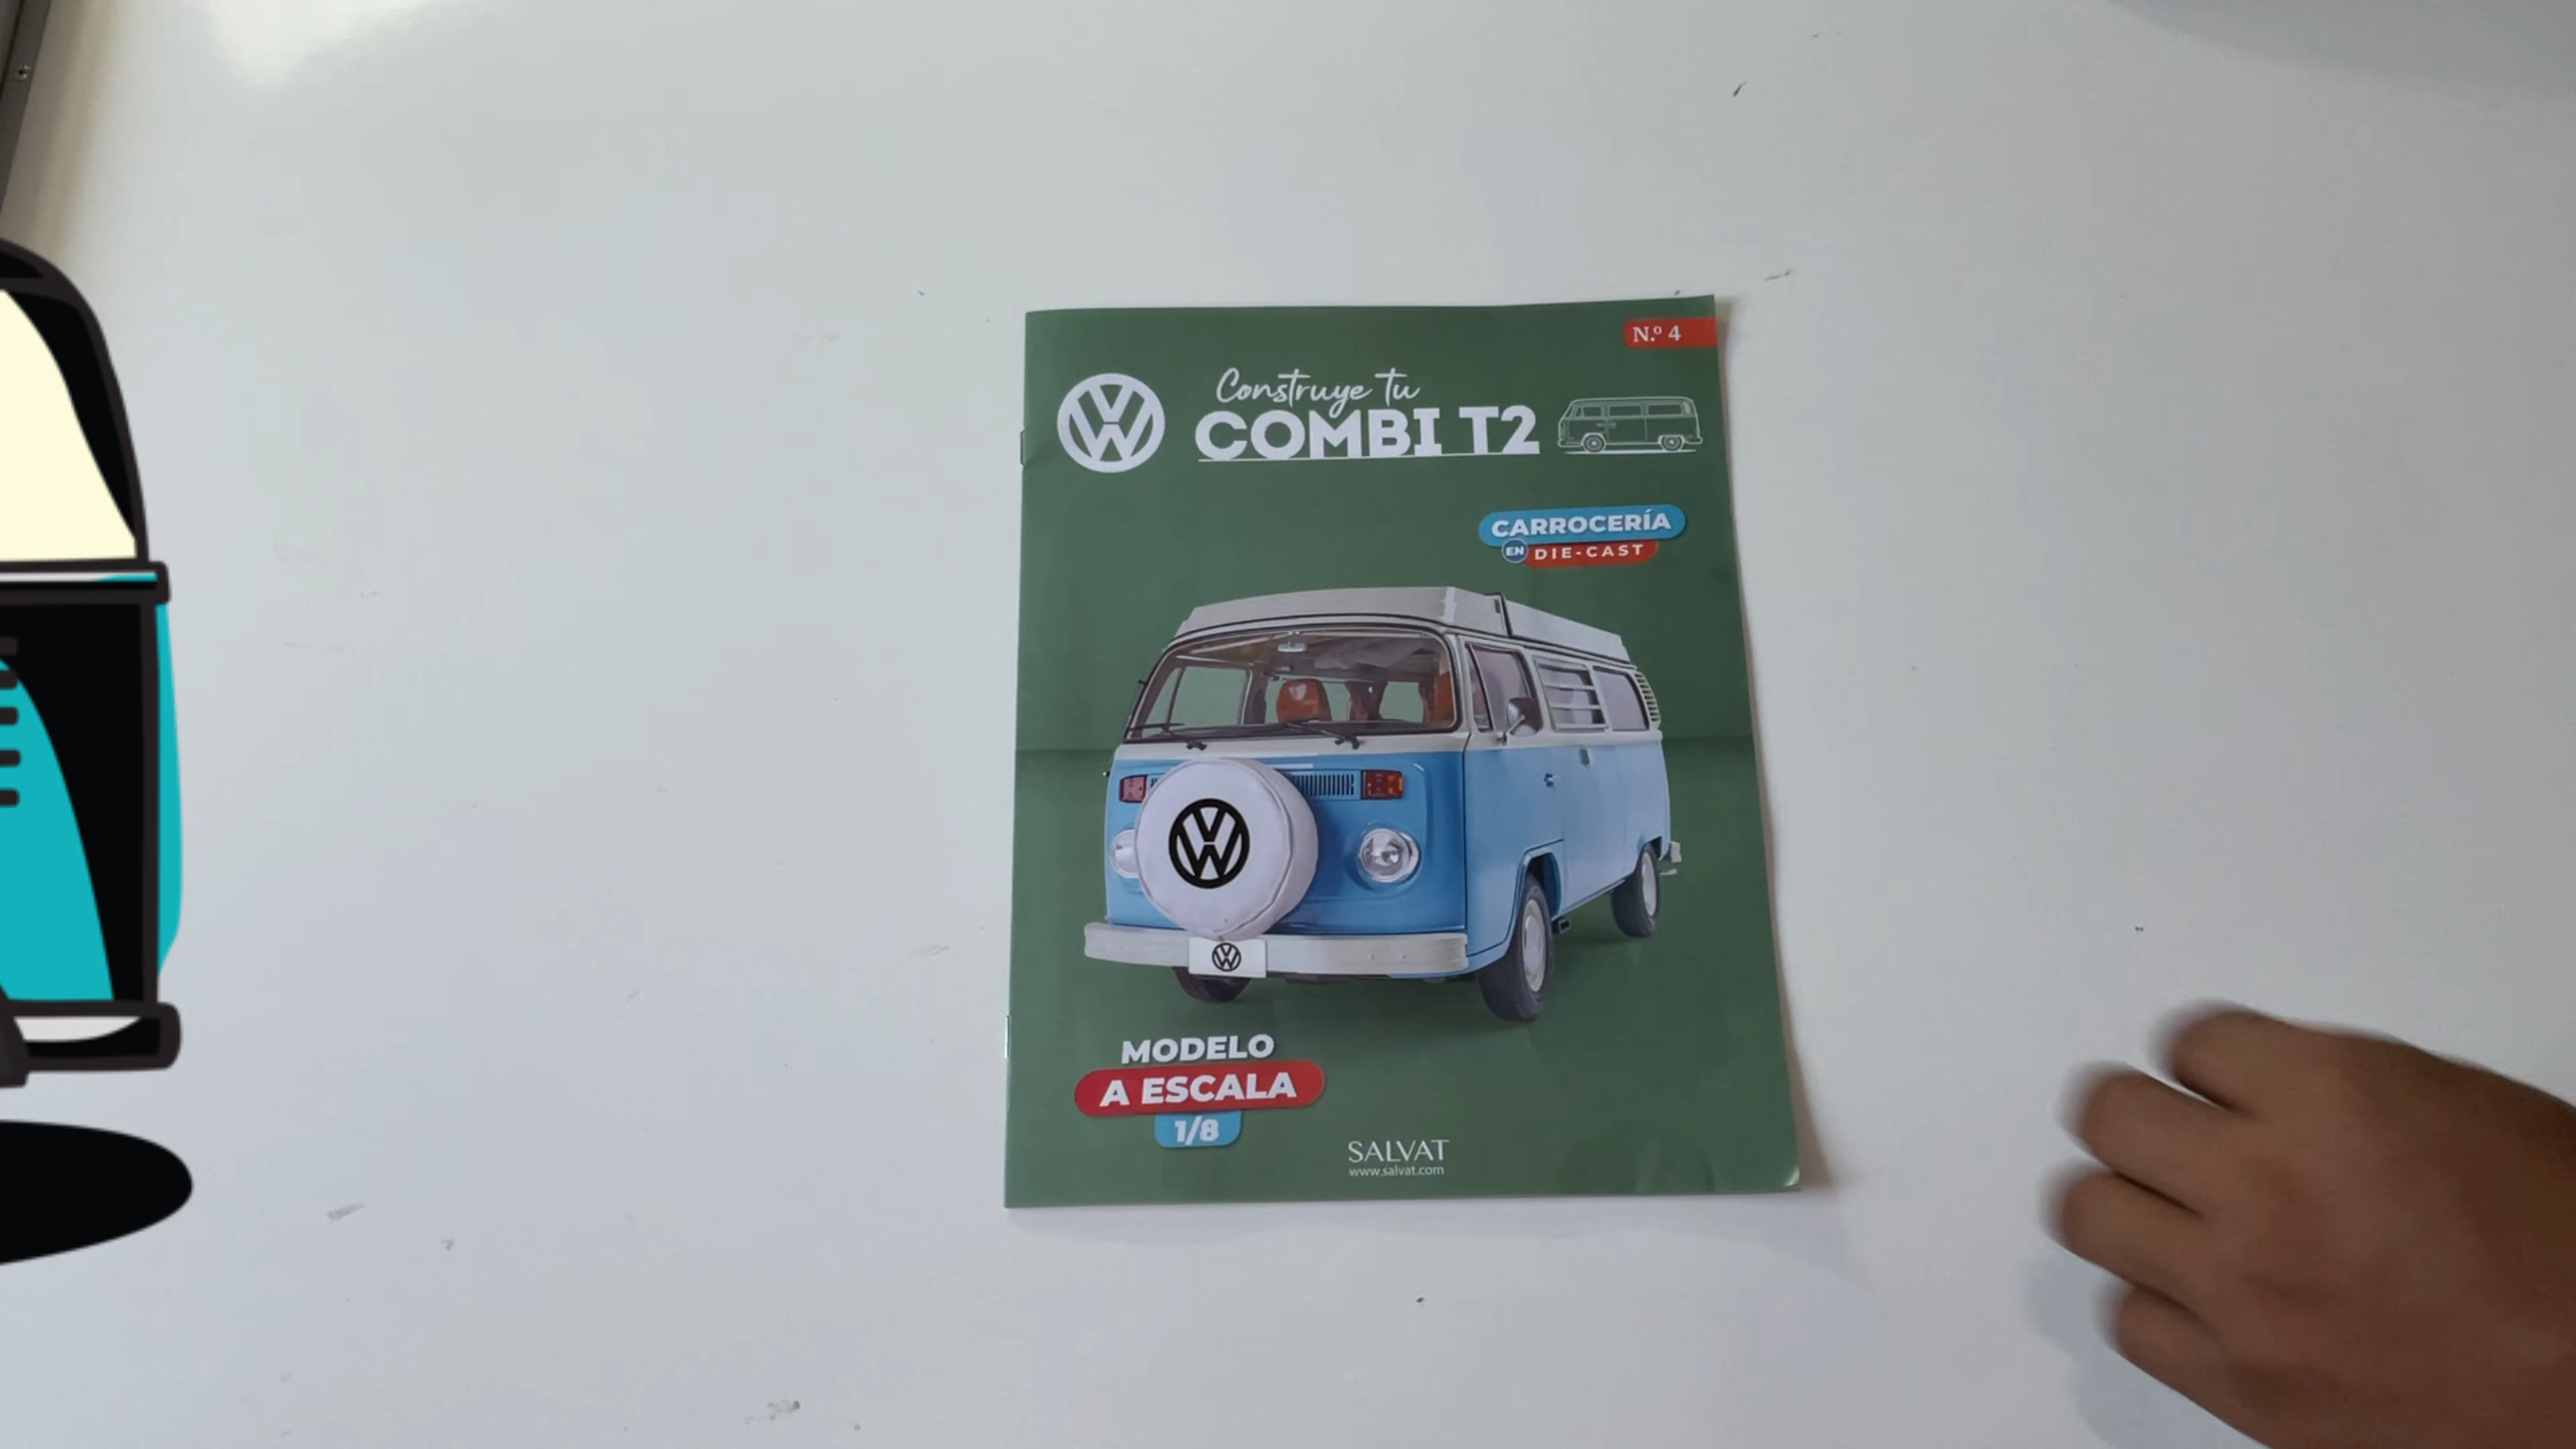 N.º 4
Construye tu
COMBI T2
CARROCERÍA
EN DIE-CAST
MODELO
A ESCALA
1/8
SALVAT
www.salvat.com